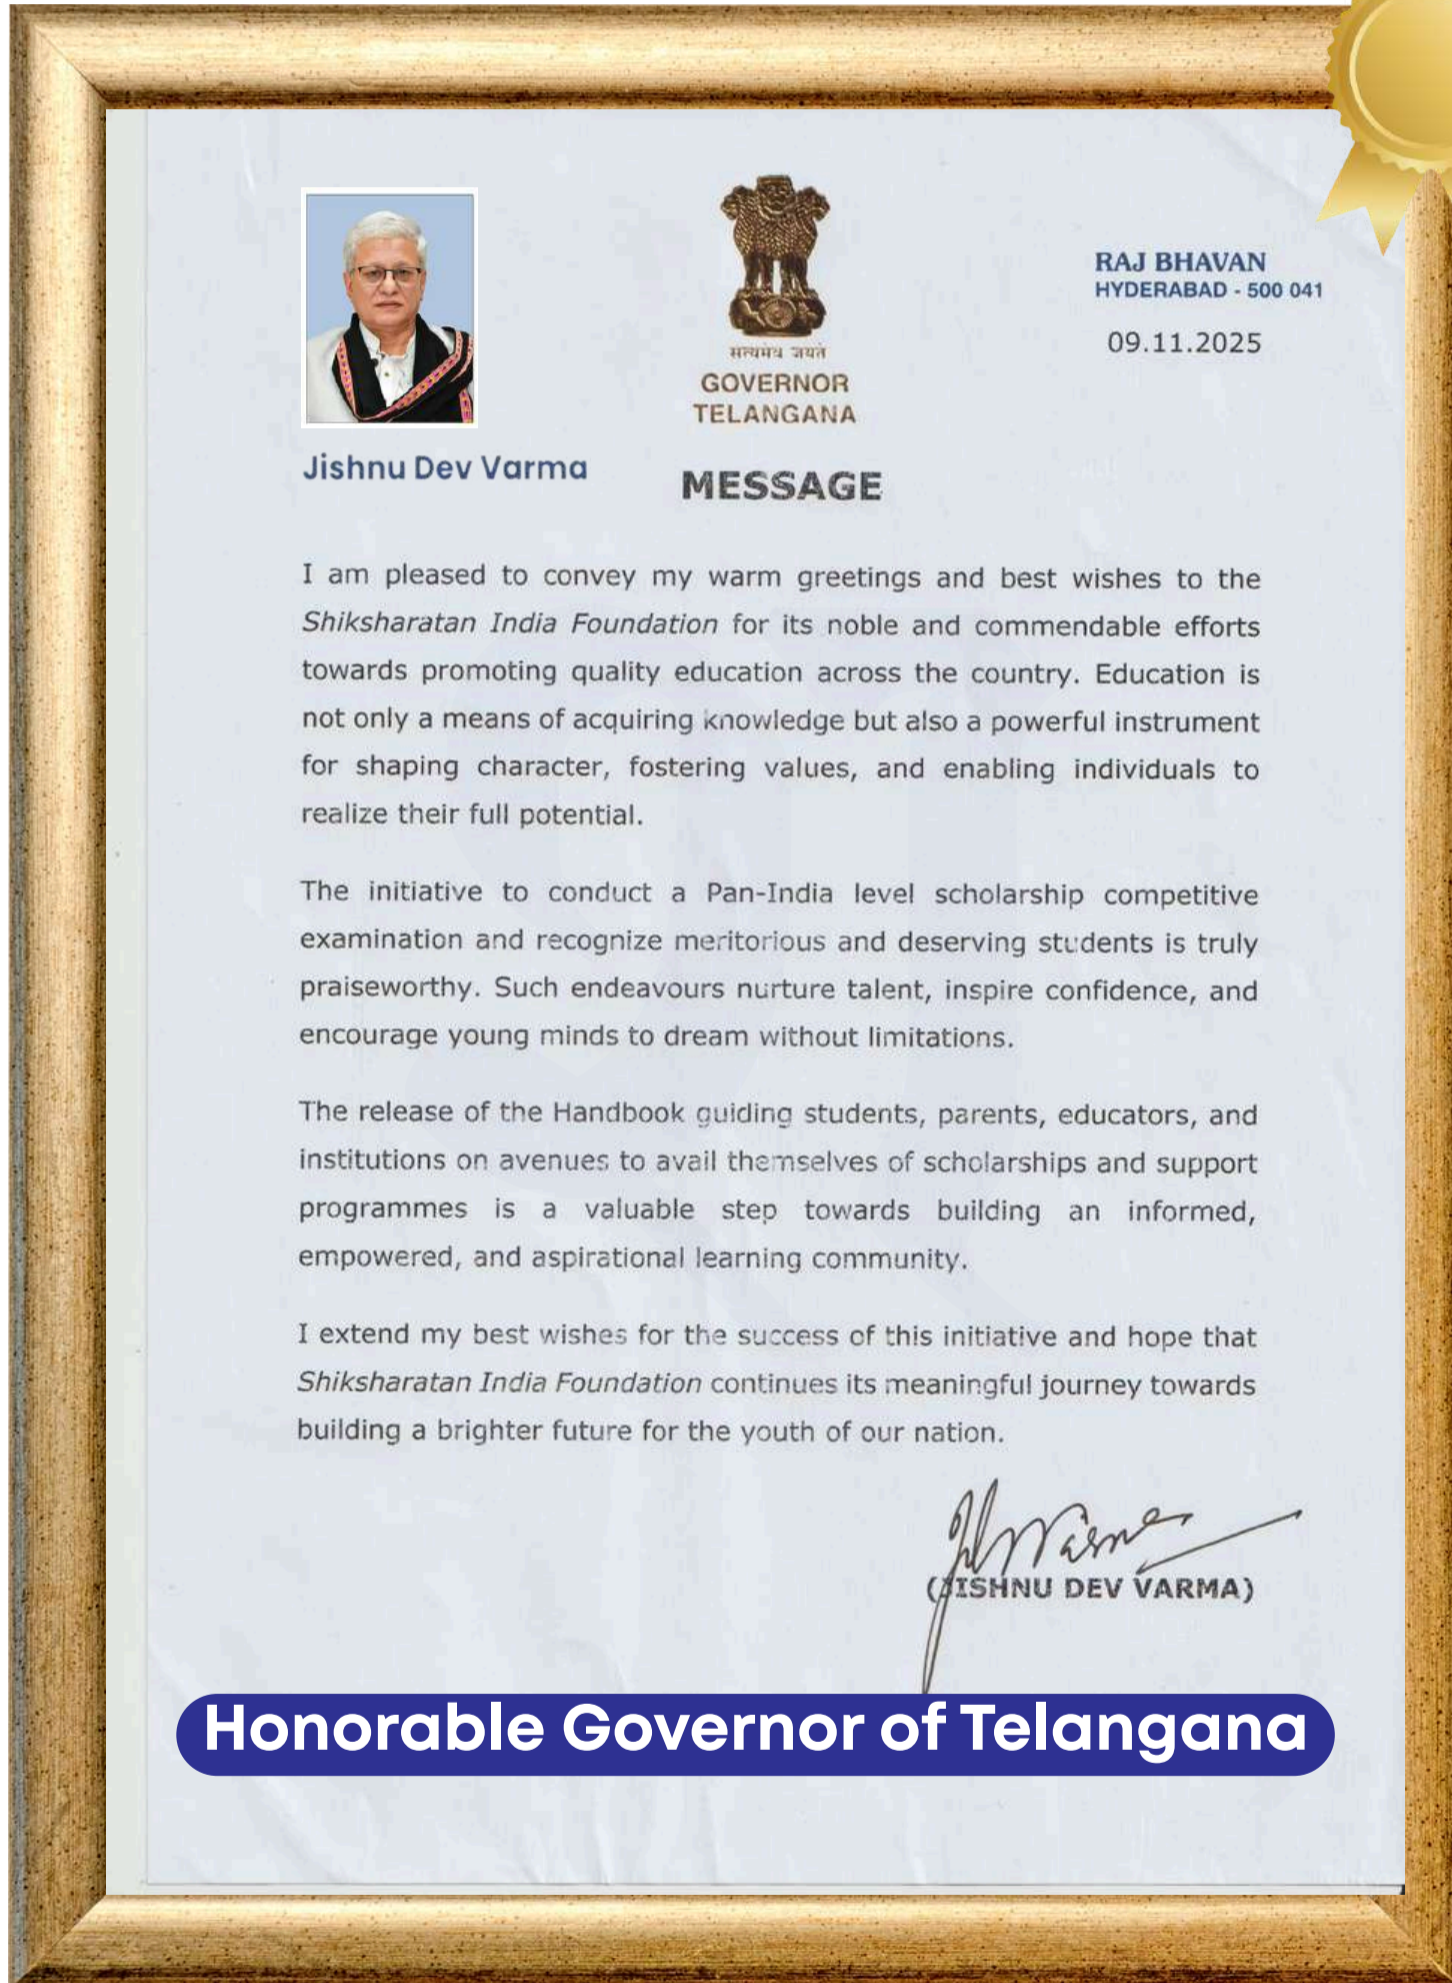 RAJ BHAVAN
HYDERABAD - 500 041
09.11.2025
सत्यमेव जयते
GOVERNOR
TELANGANA
Jishnu Dev Varma
MESSAGE
I am pleased to convey my warm greetings and best wishes to the
Shiksharatan India Foundation for its noble and commendable efforts
towards promoting quality education across the country. Education is
not only a means of acquiring knowledge but also a powerful instrument
for shaping character, fostering values, and enabling individuals to
realize their full potential.
The initiative to conduct a Pan-India level scholarship competitive
examination and recognize meritorious and deserving students is truly
praiseworthy. Such endeavours nurture talent, inspire confidence, and
encourage young minds to dream without limitations.
The release of the Handbook guiding students, parents, educators, and
institutions on avenues to avail themselves of scholarships and support
programmes is a valuable step towards building an informed,
empowered, and aspirational learning community.
I extend my best wishes for the success of this initiative and hope that
Shiksharatan India Foundation continues its meaningful journey towards
building a brighter future for the youth of our nation.
(JISHNU DEV VARMA)
Honorable Governor of Telangana